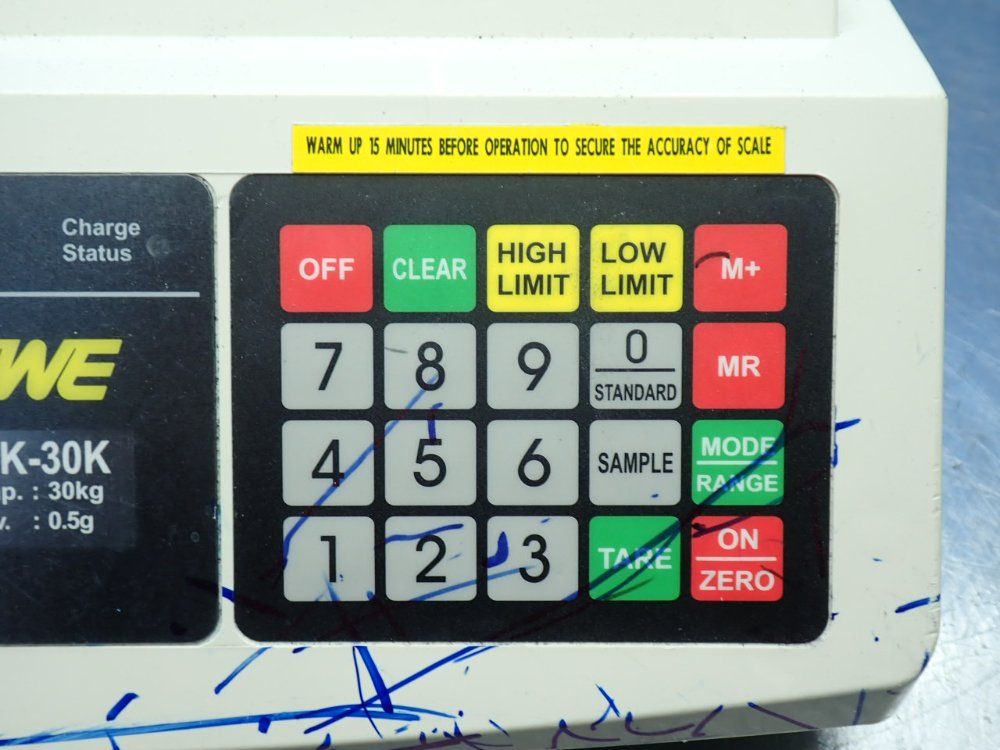 WARM UP 15 MINUTES BEFORE OPERATION TO SECURE THE ACCURACY OF SCALE
Charge
Status
WE
K-30K
p. : 30kg
v. : 0.5g
OFF
CLEAR
HIGH
LIMIT
LOW
LIMIT
M+
7
8
9
0
STANDARD
MR
4
5
6
SAMPLE
MODE
RANGE
1
2
3
TARE
ON
ZERO